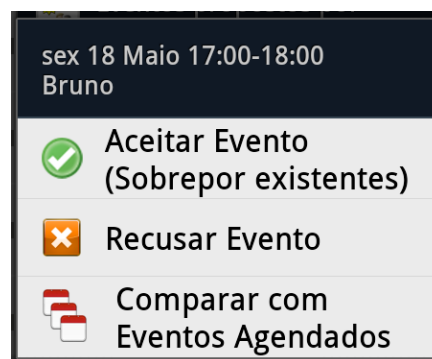 sex 18 Maio 17:00-18:00
Bruno
Aceitar Evento
(Sobrepor existentes)
Recusar Evento
Comparar com
Eventos Agendados